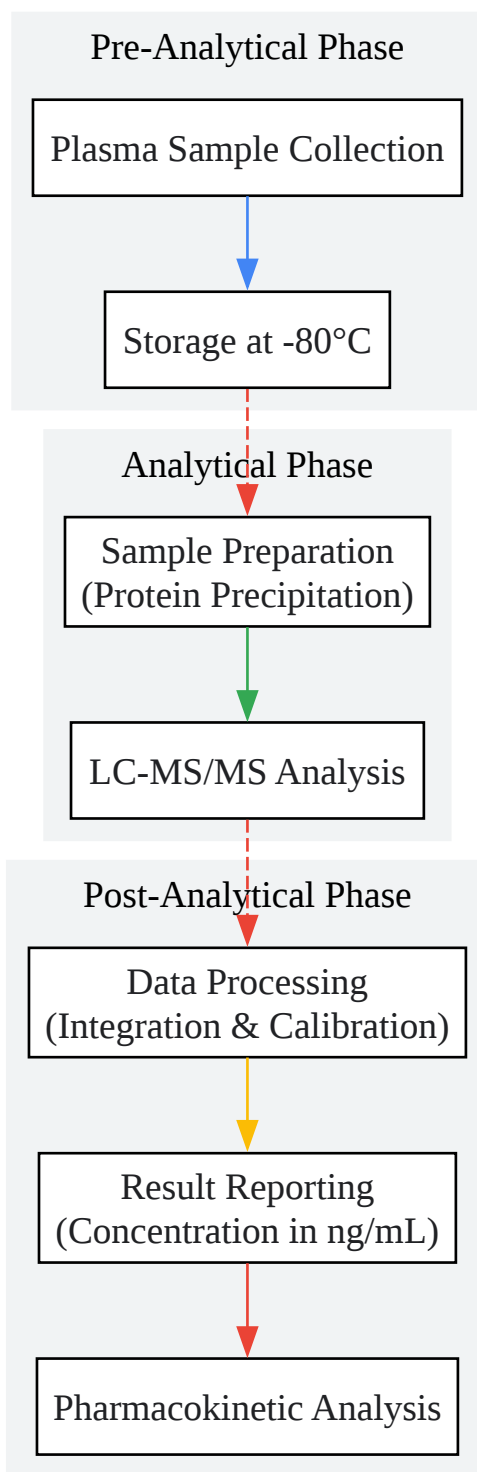 Pre-Analytical Phase
Plasma Sample Collection
Storage at -80°C
Analytical Phase
Sample Preparation
(Protein Precipitation)
LC-MS/MS Analysis
Post-Analytical Phase
Data Processing
(Integration & Calibration)
Result Reporting
(Concentration in ng/mL)
Pharmacokinetic Analysis